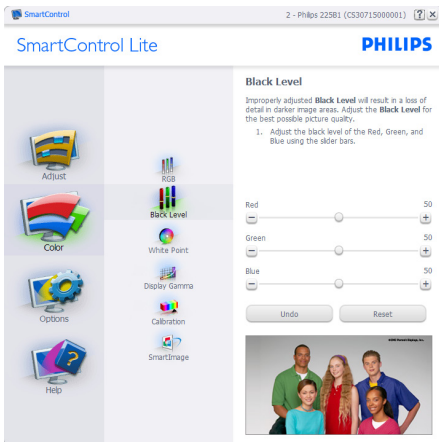 SmartControl
2 - Philips 225B1 (CS30715000001)
SmartControl Lite
PHILIPS
Adjust
Color
Options
Help
RGB
Black Level
White Point
Display Gamma
Calibration
SmartImage
Black Level
Improperly adjusted Black Level will result in a loss of
detail in darker image areas. Adjust the Black Level for
the best possible picture quality.
1. Adjust the black level of the Red, Green, and
Blue using the slider bars.
Red 50
Green 50
Blue 50
Undo Reset